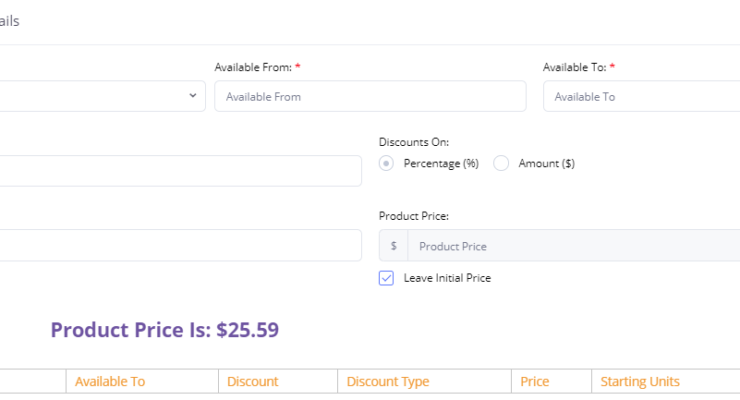 ails
Available From: * Available To: *
Available From Available To
Discounts On:
Percentage (%) Amount ($)
Product Price:
$ Product Price
Leave Initial Price
Product Price Is: $25.59
Available To Discount Discount Type Price Starting Units